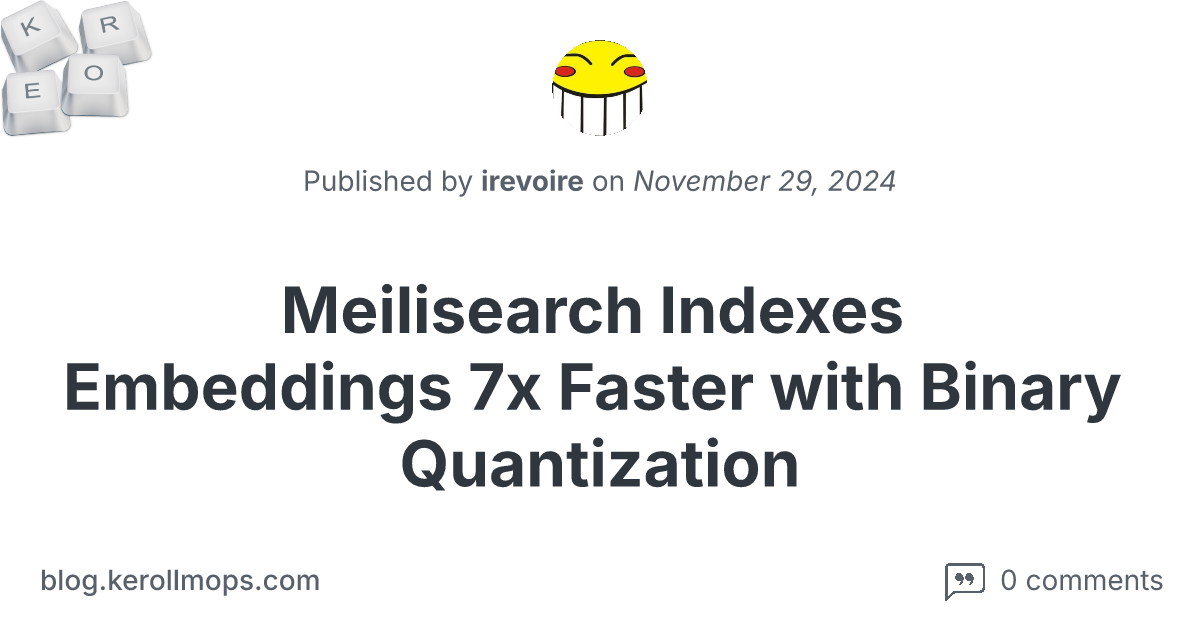 K R
E O
Published by irevoire on November 29, 2024
Meilisearch Indexes
Embeddings 7x Faster with Binary
Quantization
blog.kerollmops.com
0 comments